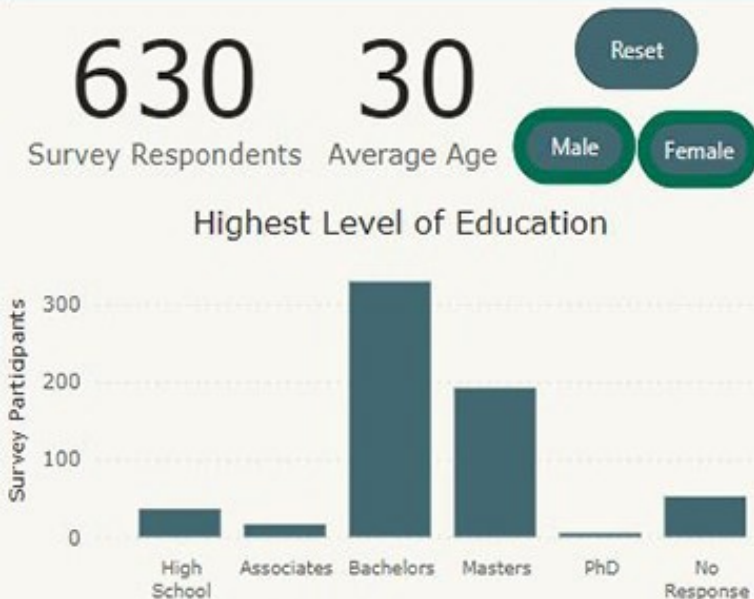 630
Survey Respondents
30
Average Age
Reset
Male
Female
Highest Level of Education
Survey Participants
300
200
100
0
High
School
Associates
Bachelors
Masters
PhD
No
Response